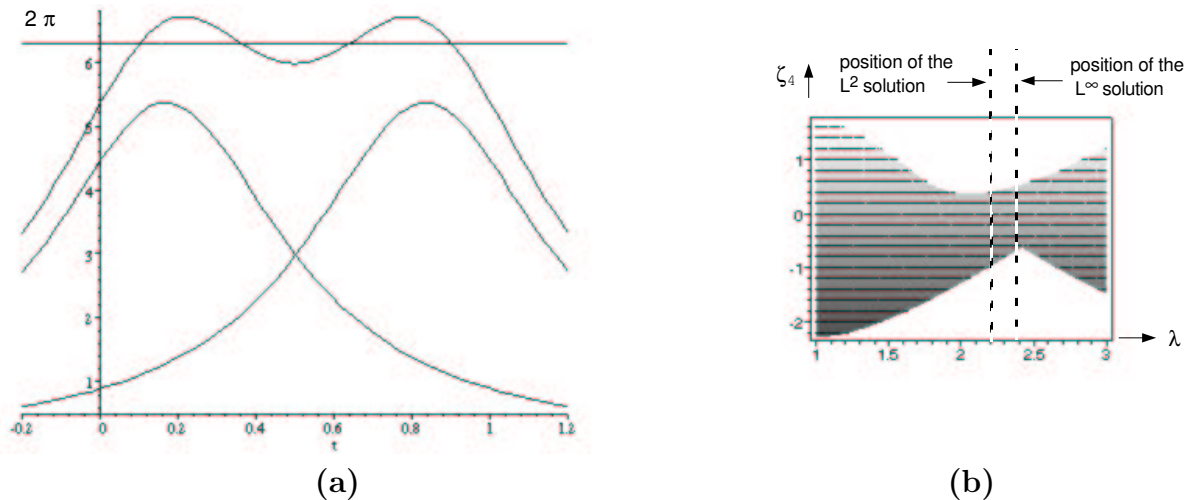 2 π
6
5
4
3
2
1
-0.2 0 0.2 0.4 0.6 0.8 1 1.2
t
(a)
position of the
L² solution
position of the
L∞ solution
ζ₄
1
0
-1
-2
1 1.5 2 2.5 3
λ
(b)